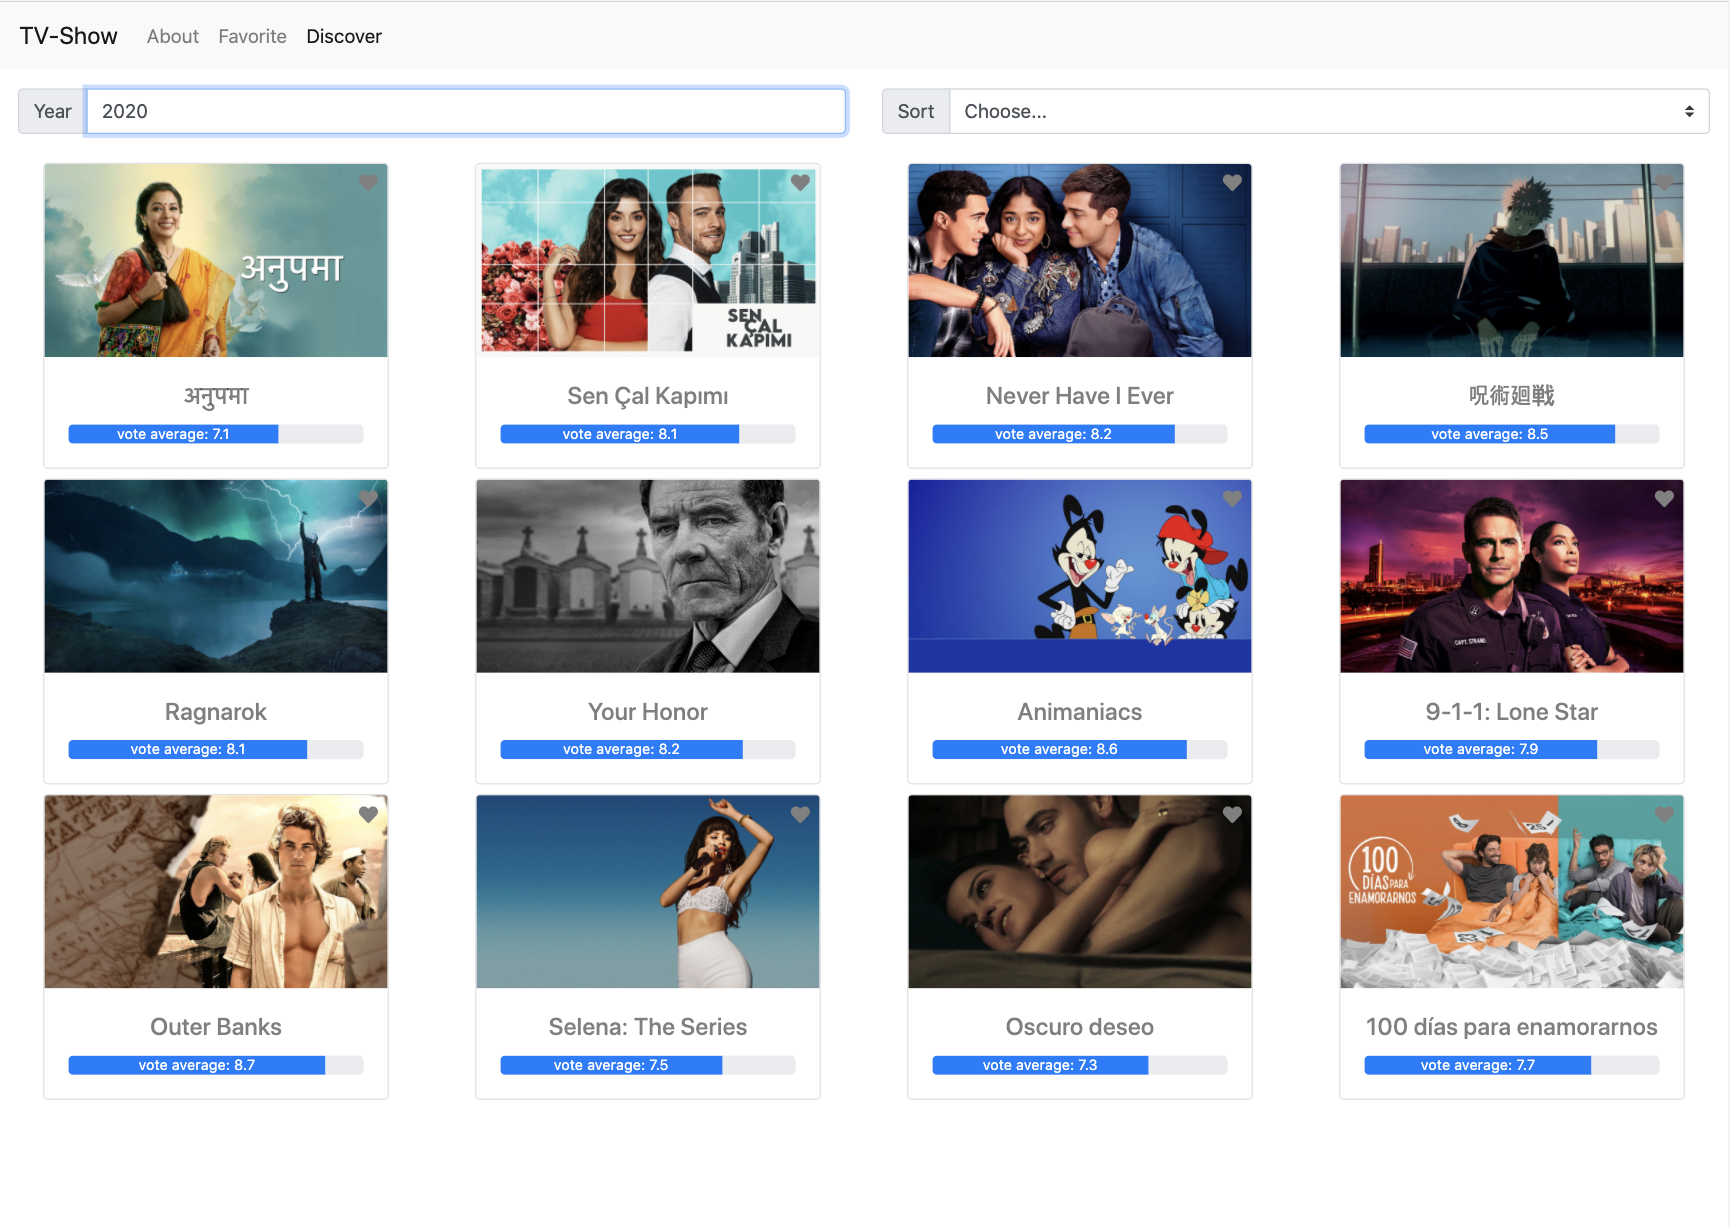 TV-Show About Favorite Discover
Year 2020 Sort Choose...
अनुपमा
SEN
ÇAL
KAPIMI
अनुपमा
Sen Çal Kapımı
Never Have I Ever
呪術廻戦
vote average: 7.1
vote average: 8.1
vote average: 8.2
vote average: 8.5
CAPT. STRAND
Ragnarok
Your Honor
Animaniacs
9-1-1: Lone Star
vote average: 8.1
vote average: 8.2
vote average: 8.6
vote average: 7.9
100
DÍAS PARA
ENAMORARNOS
Outer Banks
Selena: The Series
Oscuro deseo
100 días para enamorarnos
vote average: 8.7
vote average: 7.5
vote average: 7.3
vote average: 7.7